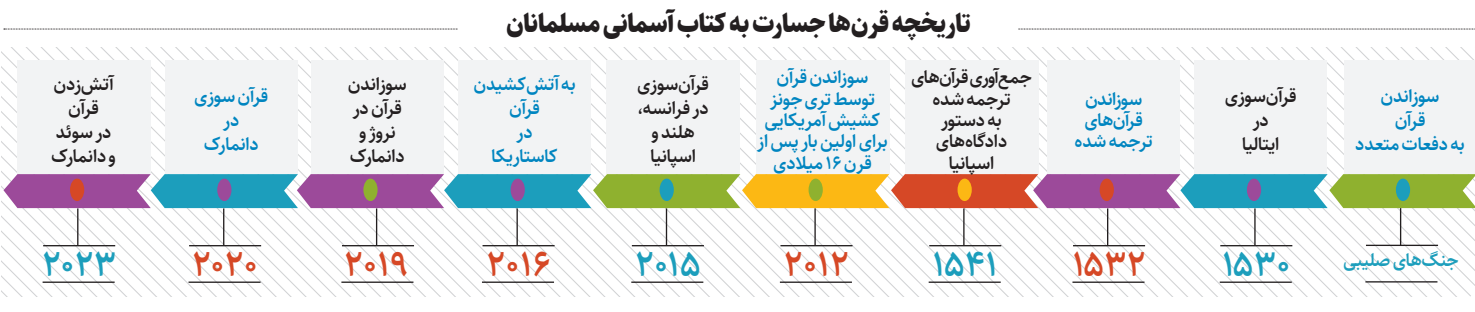 تاریخچه قرن‌ها جسارت به کتاب آسمانی مسلمانان
سوزاندن
قرآن
به دفعات متعدد
جنگ‌های صلیبی
قرآن‌سوزی
در
ایتالیا
۱۵۳۰
سوزاندن
قرآن‌های
ترجمه شده
۱۵۳۲
جمع‌آوری قرآن‌های
ترجمه شده
به دستور
دادگاه‌های
اسپانیا
۱۵۴۱
سوزاندن قرآن
توسط تری جونز
کشیش آمریکایی
برای اولین بار پس از
قرن ۱۶ میلادی
۲۰۱۲
قرآن‌سوزی
در فرانسه،
هلند و
اسپانیا
۲۰۱۵
به آتش‌کشیدن
قرآن
در
کاستاریکا
۲۰۱۶
سوزاندن
قرآن در
نروژ و
دانمارک
۲۰۱۹
قرآن سوزی
در
دانمارک
۲۰۲۰
آتش‌زدن
قرآن
در سوئد
و دانمارک
۲۰۲۳